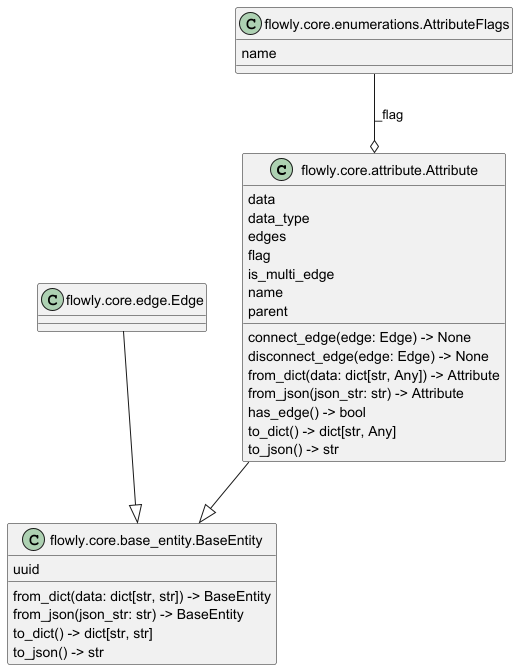 C flowly.core.enumerations.AttributeFlags
name
_flag
C flowly.core.attribute.Attribute
data
data_type
edges
flag
is_multi_edge
name
parent
connect_edge(edge: Edge) -> None
disconnect_edge(edge: Edge) -> None
from_dict(data: dict[str, Any]) -> Attribute
from_json(json_str: str) -> Attribute
has_edge() -> bool
to_dict() -> dict[str, Any]
to_json() -> str
C flowly.core.edge.Edge
C flowly.core.base_entity.BaseEntity
uuid
from_dict(data: dict[str, str]) -> BaseEntity
from_json(json_str: str) -> BaseEntity
to_dict() -> dict[str, str]
to_json() -> str